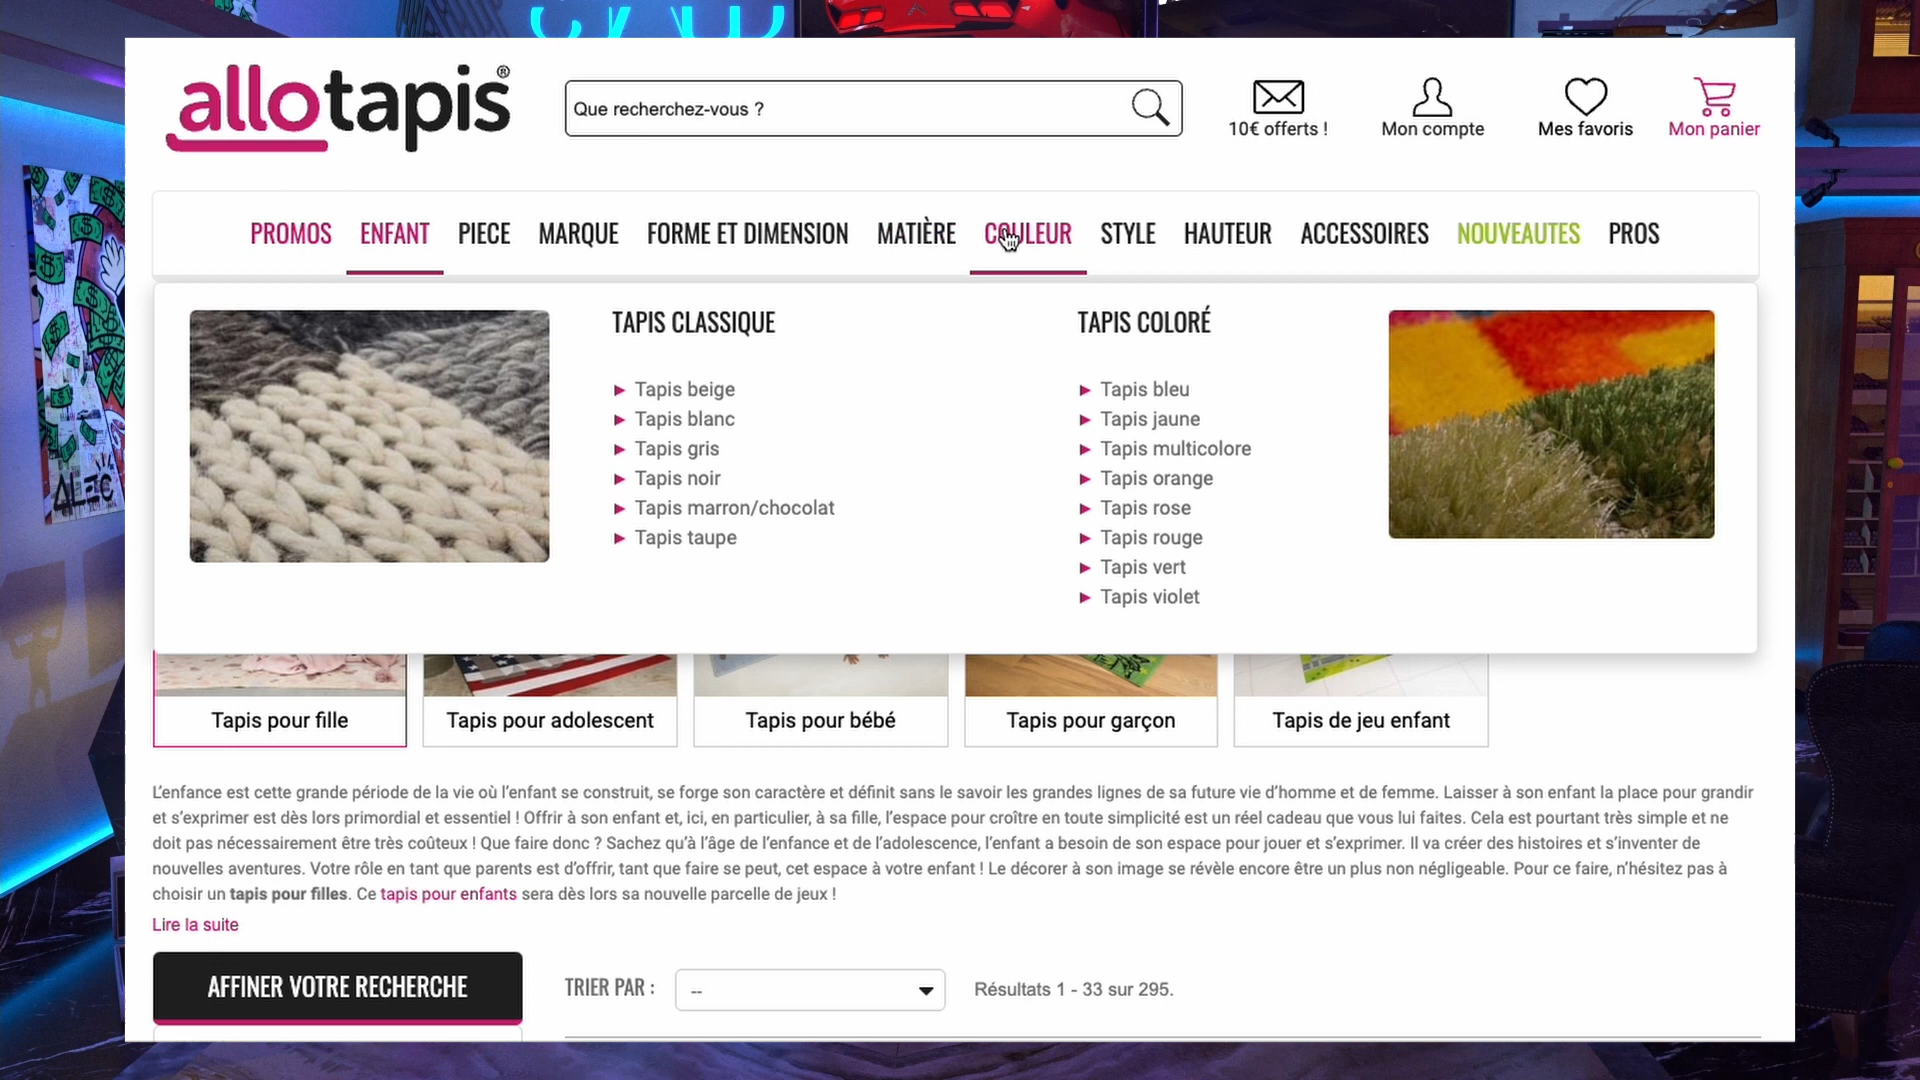 allotapis®
Que recherchez-vous ?
10€ offerts !
Mon compte
Mes favoris
Mon panier
PROMOS ENFANT PIECE MARQUE FORME ET DIMENSION MATIÈRE COULEUR STYLE HAUTEUR ACCESSOIRES NOUVEAUTES PROS
TAPIS CLASSIQUE
Tapis beige
Tapis blanc
Tapis gris
Tapis noir
Tapis marron/chocolat
Tapis taupe
TAPIS COLORÉ
Tapis bleu
Tapis jaune
Tapis multicolore
Tapis orange
Tapis rose
Tapis rouge
Tapis vert
Tapis violet
Tapis pour fille
Tapis pour adolescent
Tapis pour bébé
Tapis pour garçon
Tapis de jeu enfant
L’enfance est cette grande période de la vie où l’enfant se construit, se forge son caractère et définit sans le savoir les grandes lignes de sa future vie d’homme et de femme. Laisser à son enfant la place pour grandir
et s’exprimer est dès lors primordial et essentiel ! Offrir à son enfant et, ici, en particulier, à sa fille, l’espace pour croître en toute simplicité est un réel cadeau que vous lui faites. Cela est pourtant très simple et ne
doit pas nécessairement être très coûteux ! Que faire donc ? Sachez qu’à l’âge de l’enfance et de l’adolescence, l’enfant a besoin de son espace pour jouer et s’exprimer. Il va créer des histoires et s’inventer de
nouvelles aventures. Votre rôle en tant que parents est d’offrir, tant que faire se peut, cet espace à votre enfant ! Le décorer à son image se révèle encore être un plus non négligeable. Pour ce faire, n’hésitez pas à
choisir un tapis pour filles. Ce tapis pour enfants sera dès lors sa nouvelle parcelle de jeux !
Lire la suite
AFFINER VOTRE RECHERCHE
TRIER PAR :
--
Résultats 1 - 33 sur 295.
ALEC